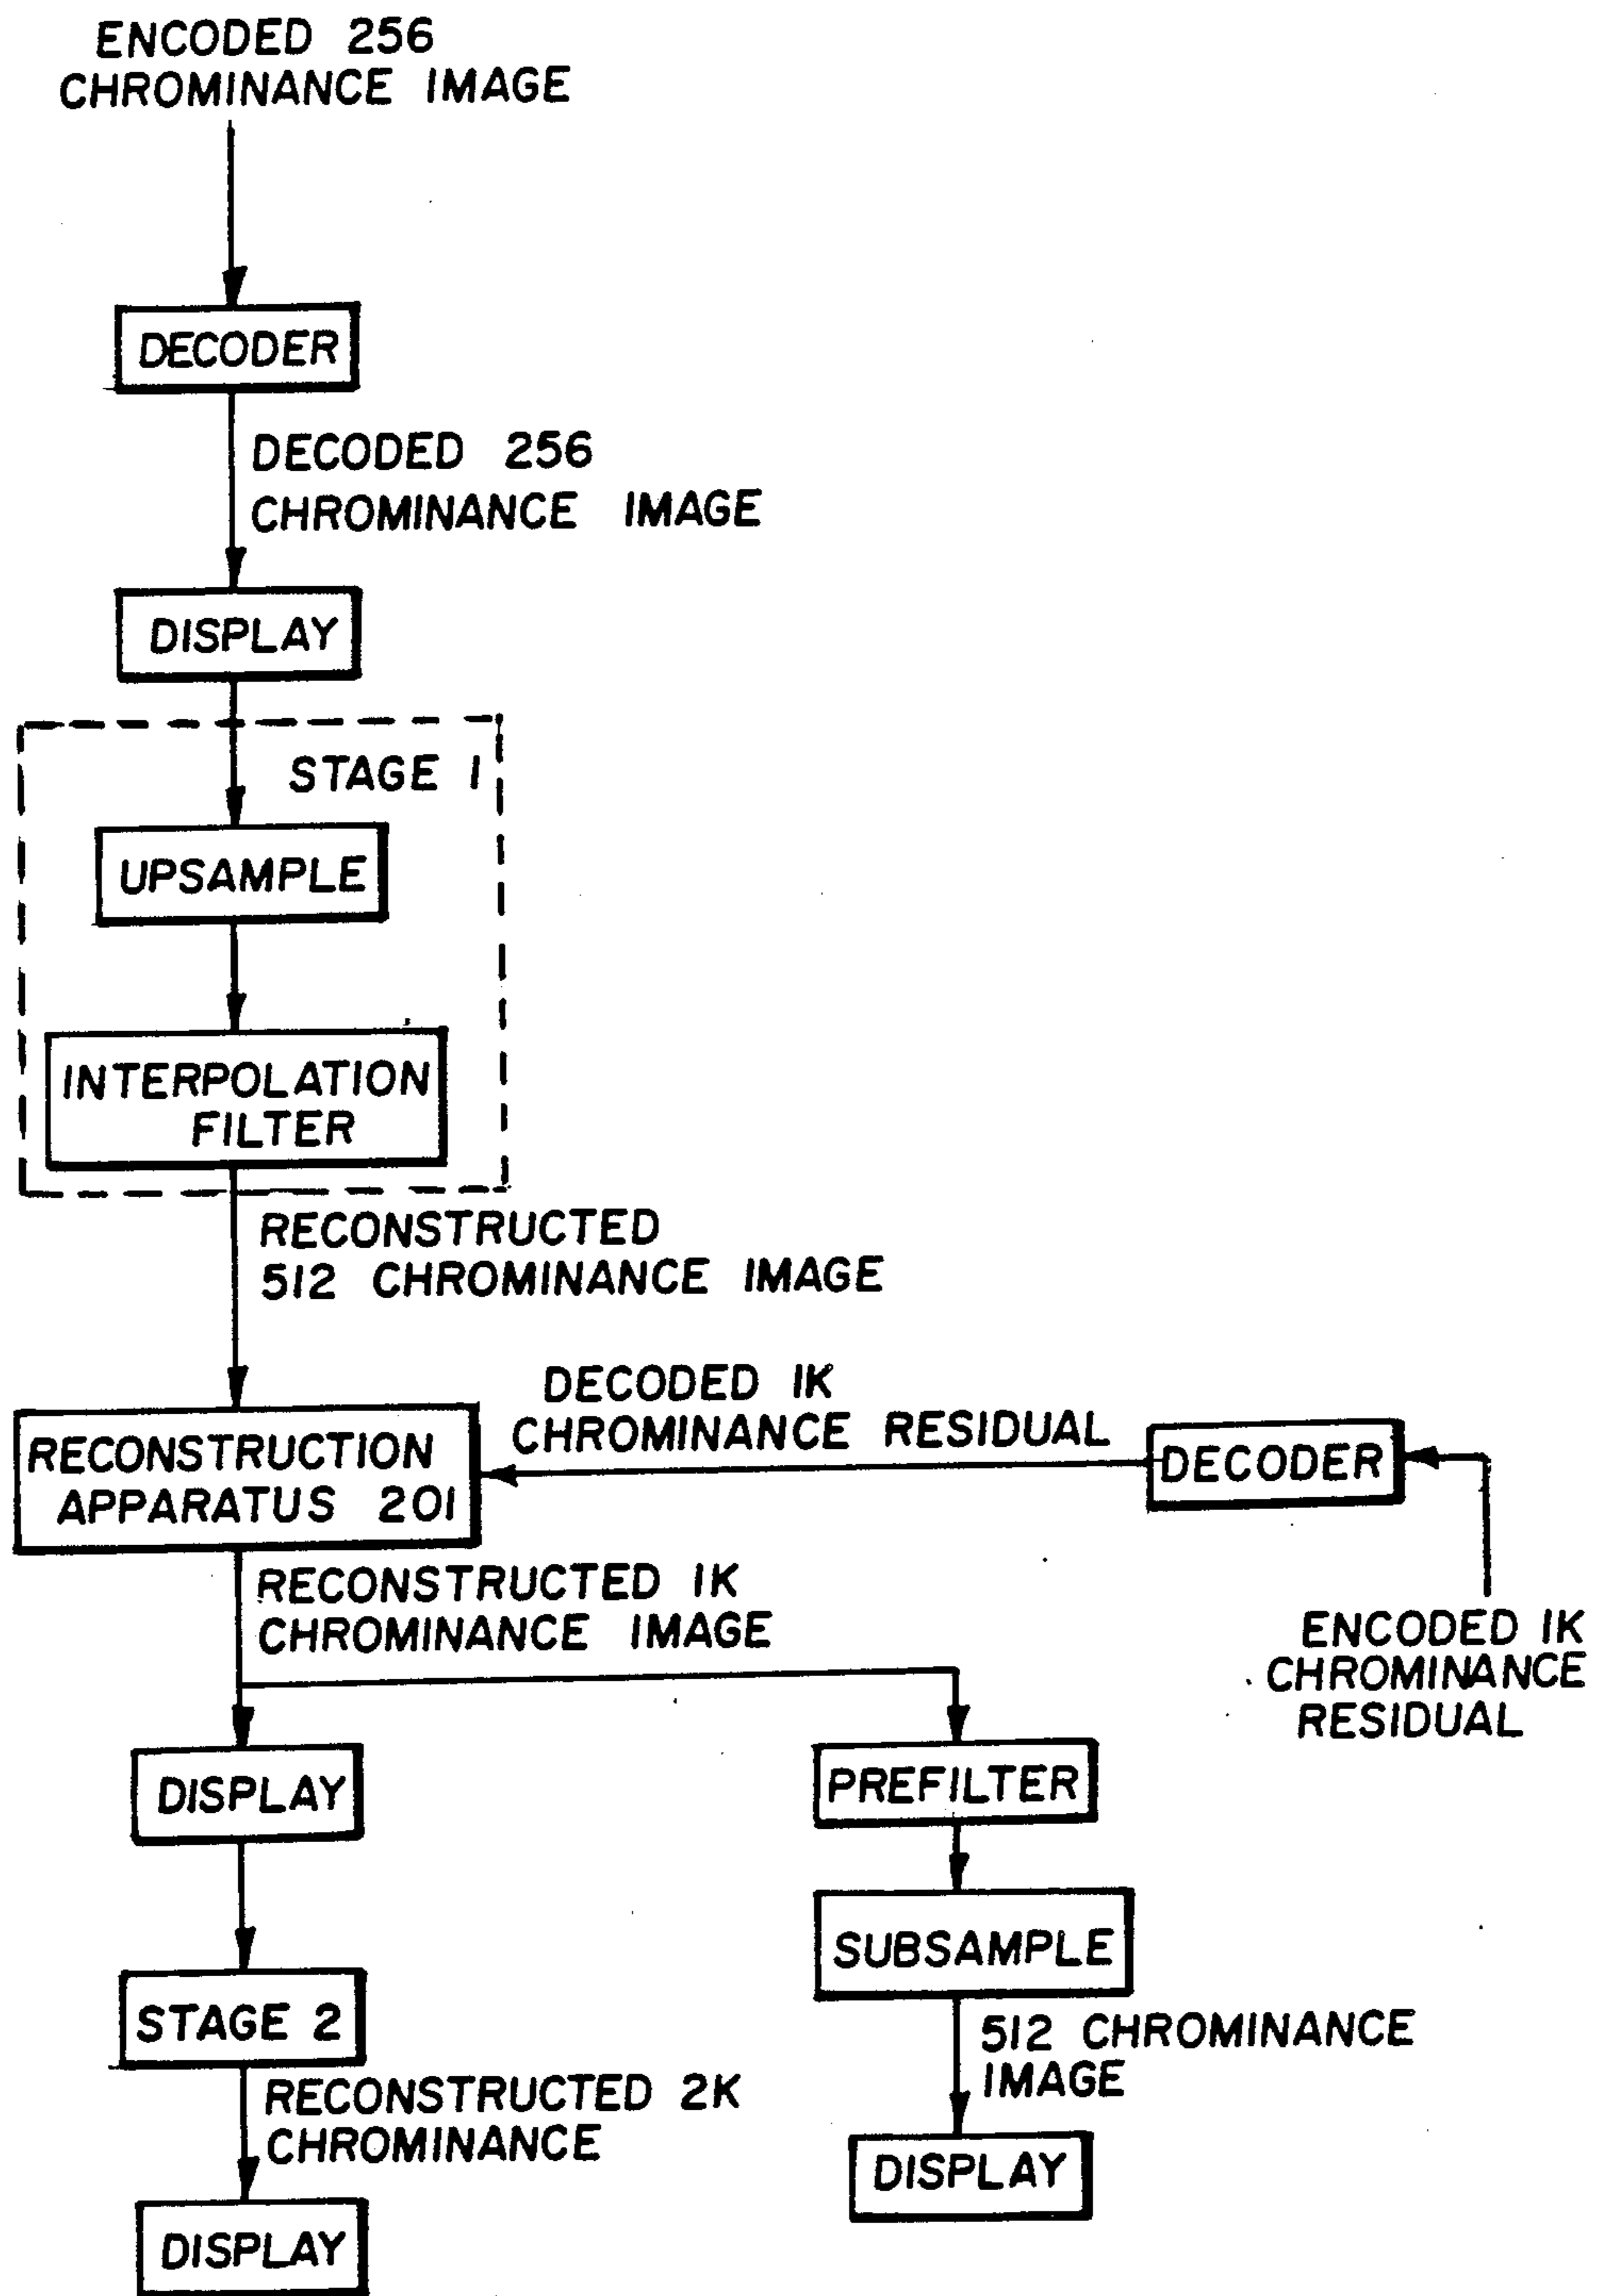 ENCODED 256
CHROMINANCE IMAGE
DECODER
DECODED 256
CHROMINANCE IMAGE
DISPLAY
STAGE 1
UPSAMPLE
INTERPOLATION
FILTER
RECONSTRUCTED
512 CHROMINANCE IMAGE
RECONSTRUCTION
APPARATUS 201
DECODED 1K
CHROMINANCE RESIDUAL
DECODER
ENCODED 1K
CHROMINANCE
RESIDUAL
RECONSTRUCTED 1K
CHROMINANCE IMAGE
DISPLAY
PREFILTER
SUBSAMPLE
STAGE 2
512 CHROMINANCE
IMAGE
RECONSTRUCTED 2K
CHROMINANCE
DISPLAY
DISPLAY